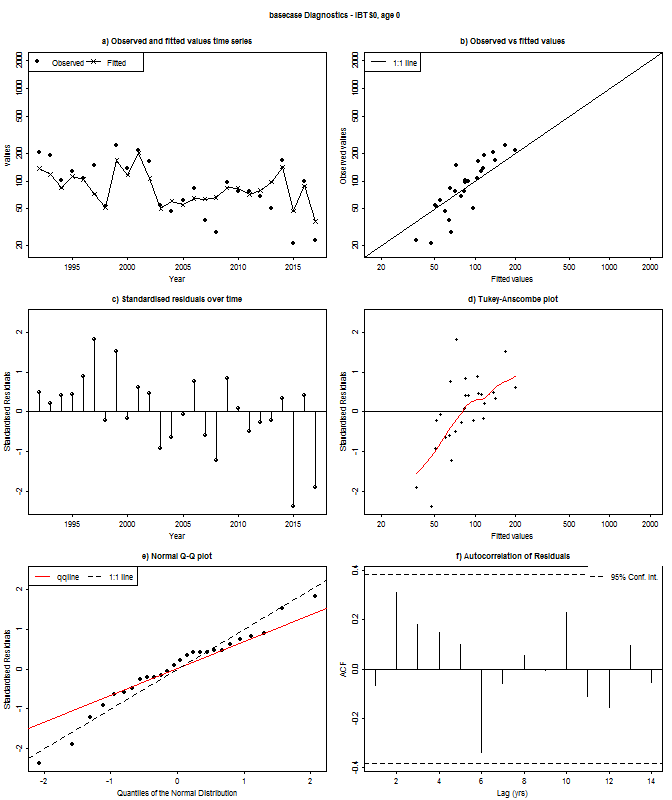 basecase Diagnostics - IBTS0, age 0
a) Observed and fitted values time series
Observed Fitted
values
20 50 100 200 500 1000 2000
1995 2000 2005 2010 2015
Year
b) Observed vs fitted values
1:1 line
Observed values
20 50 100 200 500 1000 2000
20 50 100 200 500 1000 2000
Fitted values
c) Standardised residuals over time
Standardised Residuals
-2 -1 0 1 2
1995 2000 2005 2010 2015
Year
d) Tukey-Anscombe plot
Standardised Residuals
-2 -1 0 1 2
20 50 100 200 500 1000 2000
Fitted values
e) Normal Q-Q plot
qqline 1:1 line
Standardised Residuals
-2 -1 0 1 2
-2 -1 0 1 2
Quantiles of the Normal Distribution
f) Autocorrelation of Residuals
95% Conf. Int.
ACF
-0.4 -0.2 0.0 0.2 0.4
2 4 6 8 10 12 14
Lag (yrs)